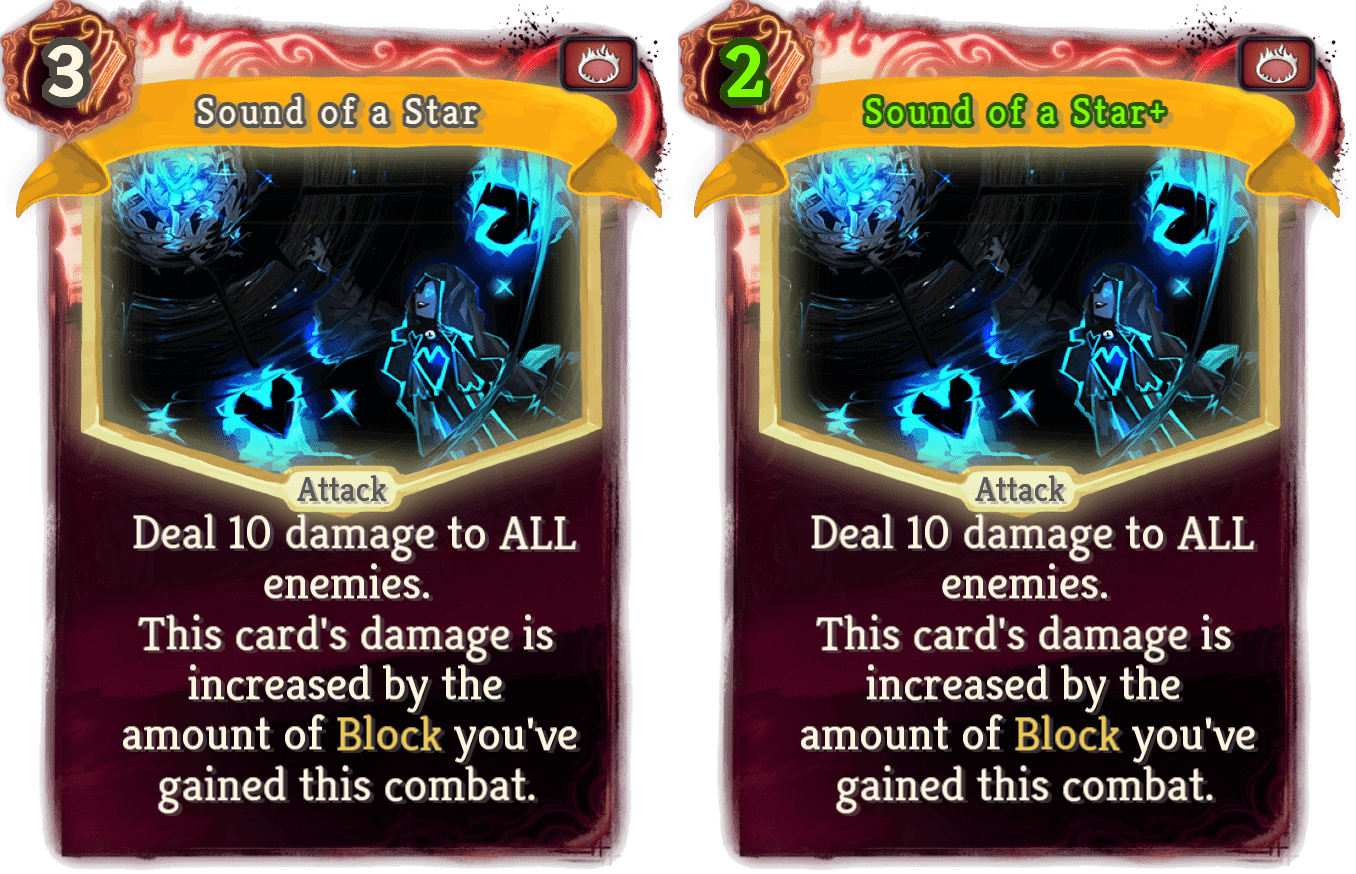 3
Sound of a Star
Attack
Deal 10 damage to ALL
enemies.
This card's damage is
increased by the
amount of Block you've
gained this combat.
2
Sound of a Star+
Attack
Deal 10 damage to ALL
enemies.
This card's damage is
increased by the
amount of Block you've
gained this combat.